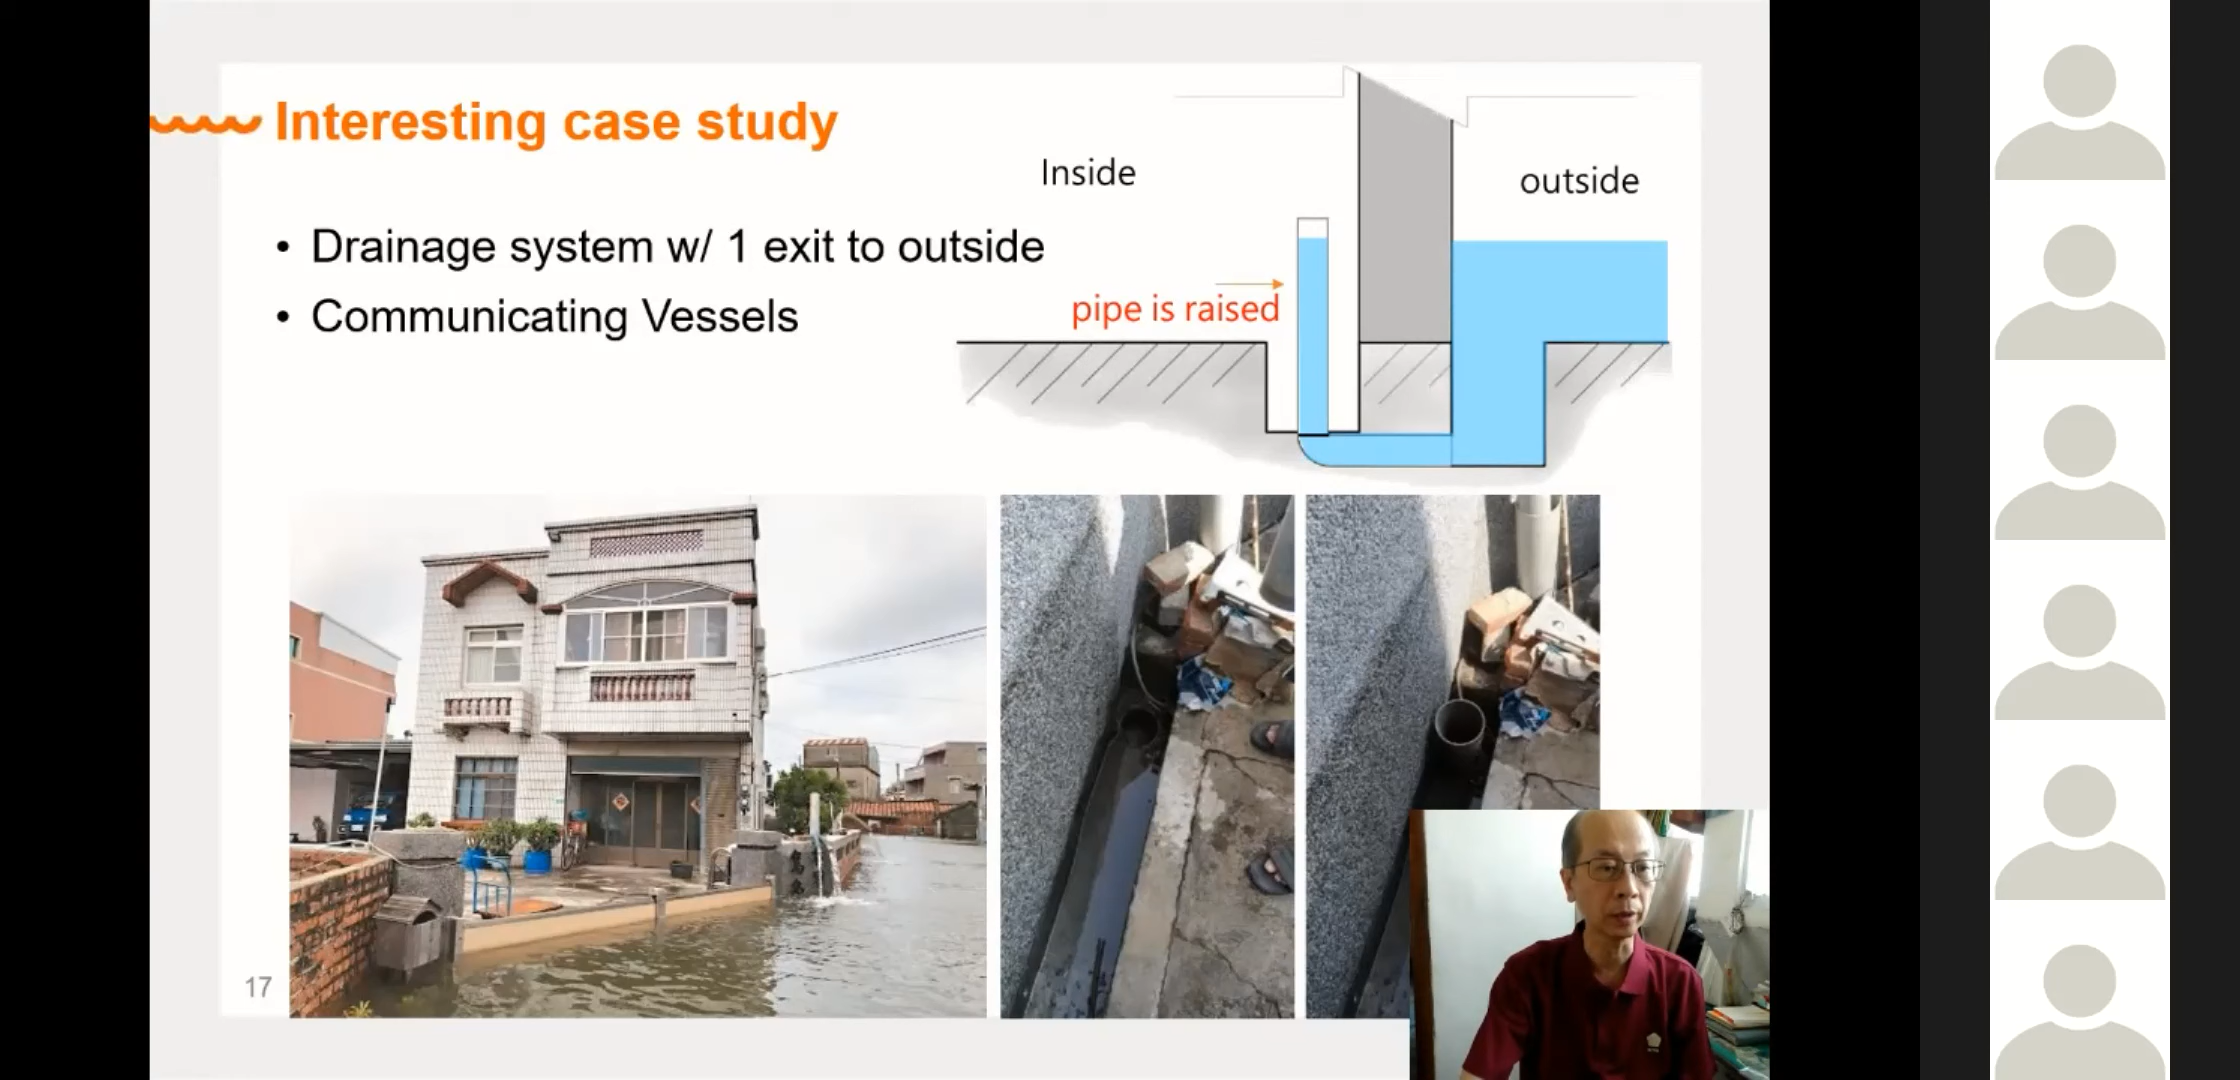 Interesting case study
Inside
outside
• Drainage system w/ 1 exit to outside
pipe is raised
• Communicating Vessels
17